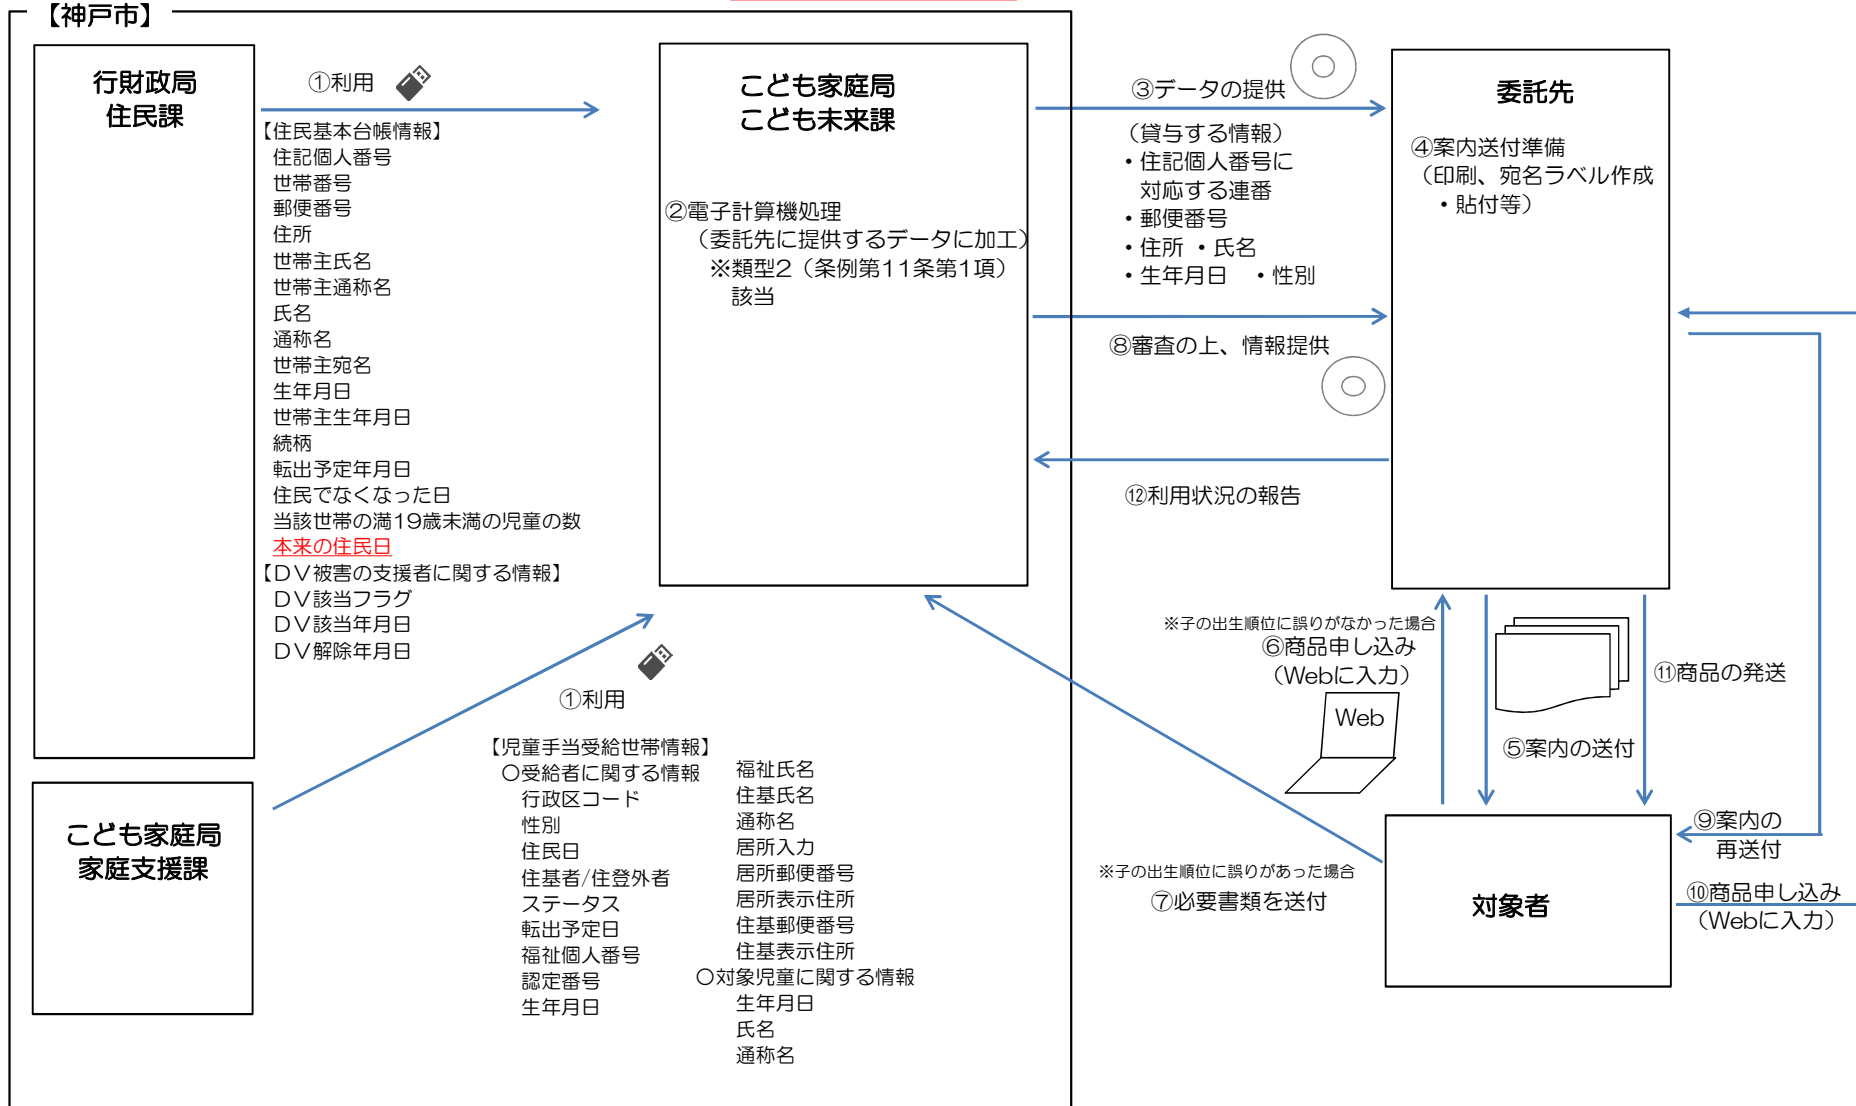 【神戸市】
行財政局
住民課
①利用
【住民基本台帳情報】
住記個人番号
世帯番号
郵便番号
住所
世帯主氏名
世帯主通称名
氏名
通称名
世帯主宛名
生年月日
世帯主生年月日
続柄
転出予定年月日
住民でなくなった日
当該世帯の満19歳未満の児童の数
本来の住民日
【DV被害の支援者に関する情報】
DV該当フラグ
DV該当年月日
DV解除年月日
こども家庭局
こども未来課
②電子計算機処理
（委託先に提供するデータに加工）
※類型2（条例第11条第1項）
該当
③データの提供
（貸与する情報）
・住記個人番号に
対応する連番
・郵便番号
・住所 ・氏名
・生年月日 ・性別
⑧審査の上、情報提供
⑫利用状況の報告
委託先
④案内送付準備
（印刷、宛名ラベル作成
・貼付等）
こども家庭局
家庭支援課
①利用
【児童手当受給世帯情報】
○受給者に関する情報
行政区コード
性別
住民日
住基者/住登外者
ステータス
転出予定日
福祉個人番号
認定番号
生年月日
福祉氏名
住基氏名
通称名
居所入力
居所郵便番号
居所表示住所
住基郵便番号
住基表示住所
○対象児童に関する情報
生年月日
氏名
通称名
※子の出生順位に誤りがなかった場合
⑥商品申し込み
（Webに入力）
Web
⑤案内の送付
⑪商品の発送
※子の出生順位に誤りがあった場合
⑦必要書類を送付
対象者
⑨案内の
再送付
⑩商品申し込み
（Webに入力）